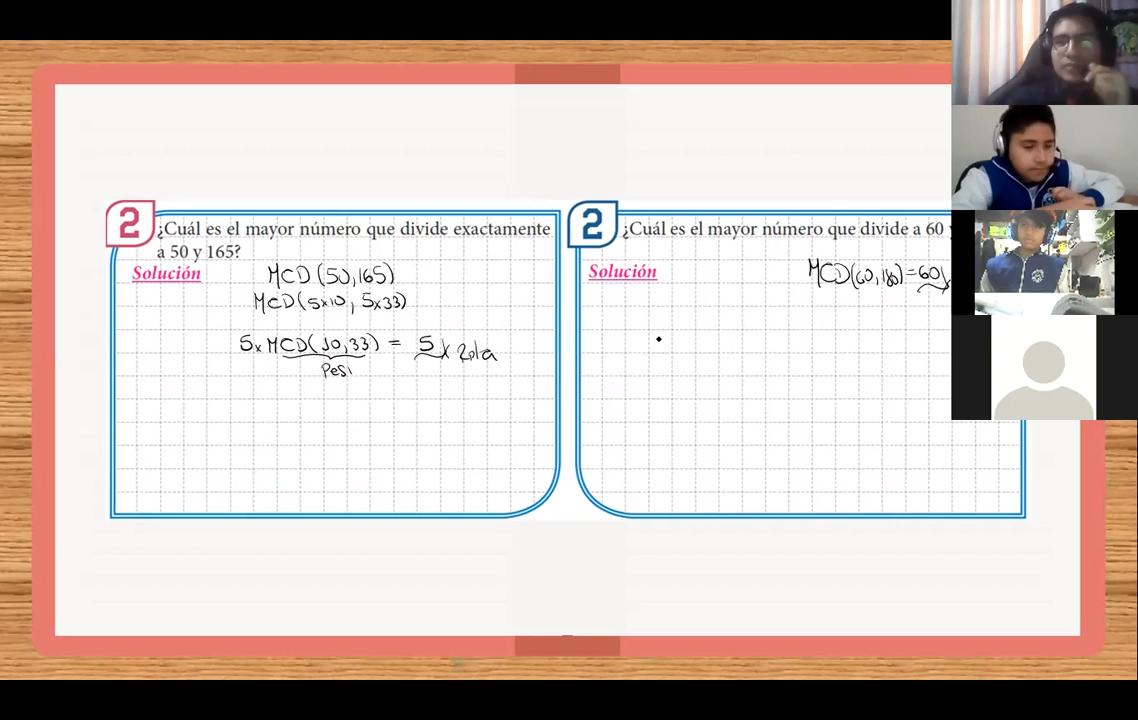 2
¿Cuál es el mayor número que divide exactamente
a 50 y 165?
Solución
MCD(50,165)
MCD(5x10, 5x33)
5x MCD(10,33) = 5
PeSi
2
¿Cuál es el mayor número que divide a 60
Solución
MCD(60,180)=60